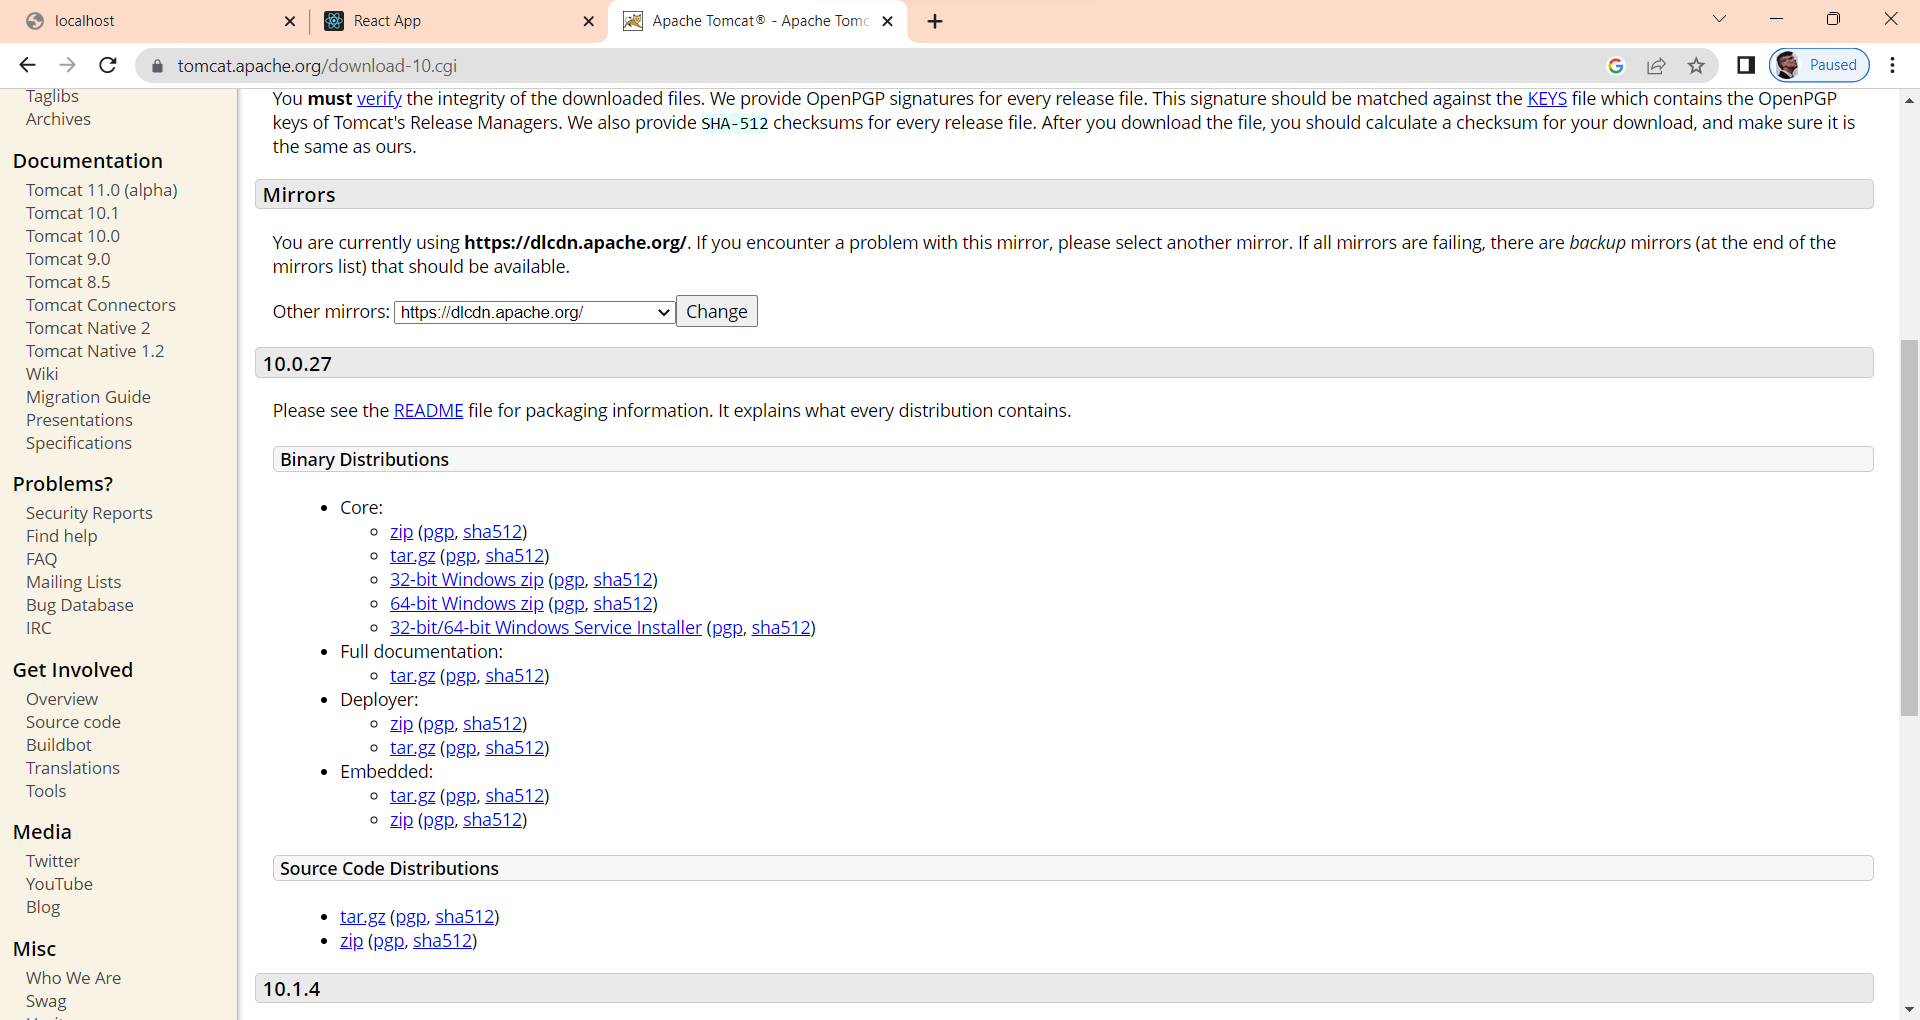 localhost
React App
Apache Tomcat® - Apache Tomc
tomcat.apache.org/download-10.cgi
Paused
Taglibs
Archives
Documentation
Tomcat 11.0 (alpha)
Tomcat 10.1
Tomcat 10.0
Tomcat 9.0
Tomcat 8.5
Tomcat Connectors
Tomcat Native 2
Tomcat Native 1.2
Wiki
Migration Guide
Presentations
Specifications
Problems?
Security Reports
Find help
FAQ
Mailing Lists
Bug Database
IRC
Get Involved
Overview
Source code
Buildbot
Translations
Tools
Media
Twitter
YouTube
Blog
Misc
Who We Are
Swag
You must verify the integrity of the downloaded files. We provide OpenPGP signatures for every release file. This signature should be matched against the KEYS file which contains the OpenPGP
keys of Tomcat's Release Managers. We also provide SHA-512 checksums for every release file. After you download the file, you should calculate a checksum for your download, and make sure it is
the same as ours.
Mirrors
You are currently using https://dlcdn.apache.org/. If you encounter a problem with this mirror, please select another mirror. If all mirrors are failing, there are backup mirrors (at the end of the
mirrors list) that should be available.
Other mirrors: https://dlcdn.apache.org/ Change
10.0.27
Please see the README file for packaging information. It explains what every distribution contains.
Binary Distributions
Core:
zip (pgp, sha512)
tar.gz (pgp, sha512)
32-bit Windows zip (pgp, sha512)
64-bit Windows zip (pgp, sha512)
32-bit/64-bit Windows Service Installer (pgp, sha512)
Full documentation:
tar.gz (pgp, sha512)
Deployer:
zip (pgp, sha512)
tar.gz (pgp, sha512)
Embedded:
tar.gz (pgp, sha512)
zip (pgp, sha512)
Source Code Distributions
tar.gz (pgp, sha512)
zip (pgp, sha512)
10.1.4